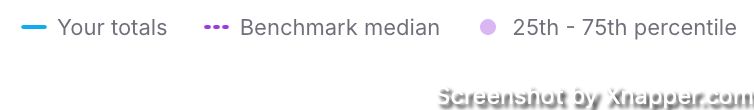 Your totals
Benchmark median
25th - 75th percentile
Screenshot by Xnapper.com